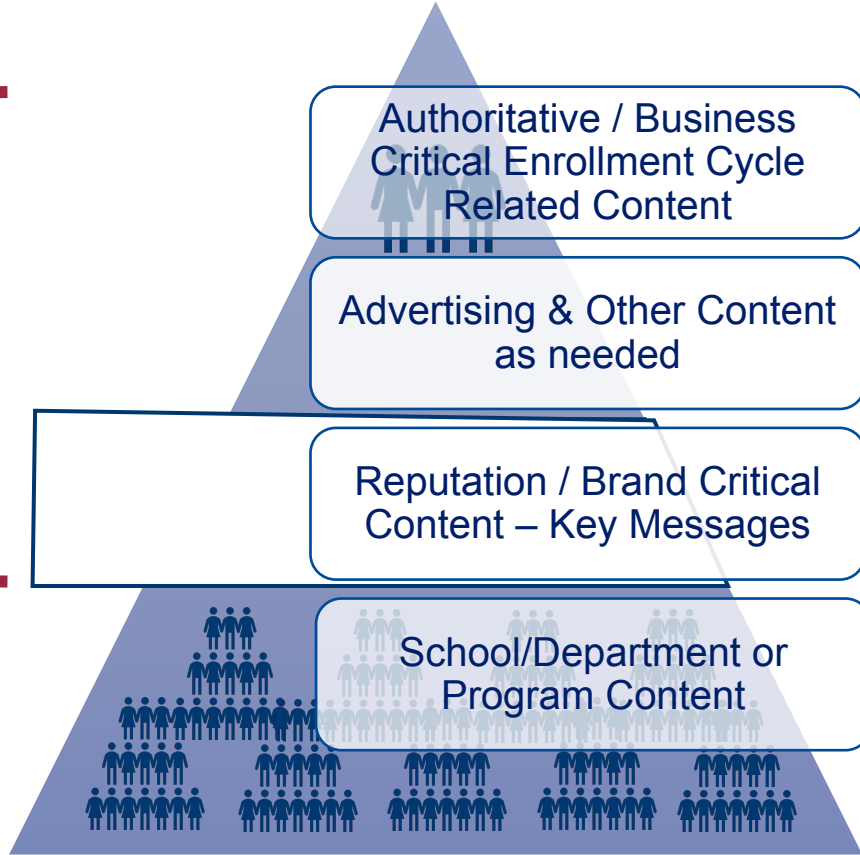 Authoritative / Business
Critical Enrollment Cycle
Related Content
Advertising & Other Content
as needed
Reputation / Brand Critical
Content – Key Messages
School/Department or
Program Content